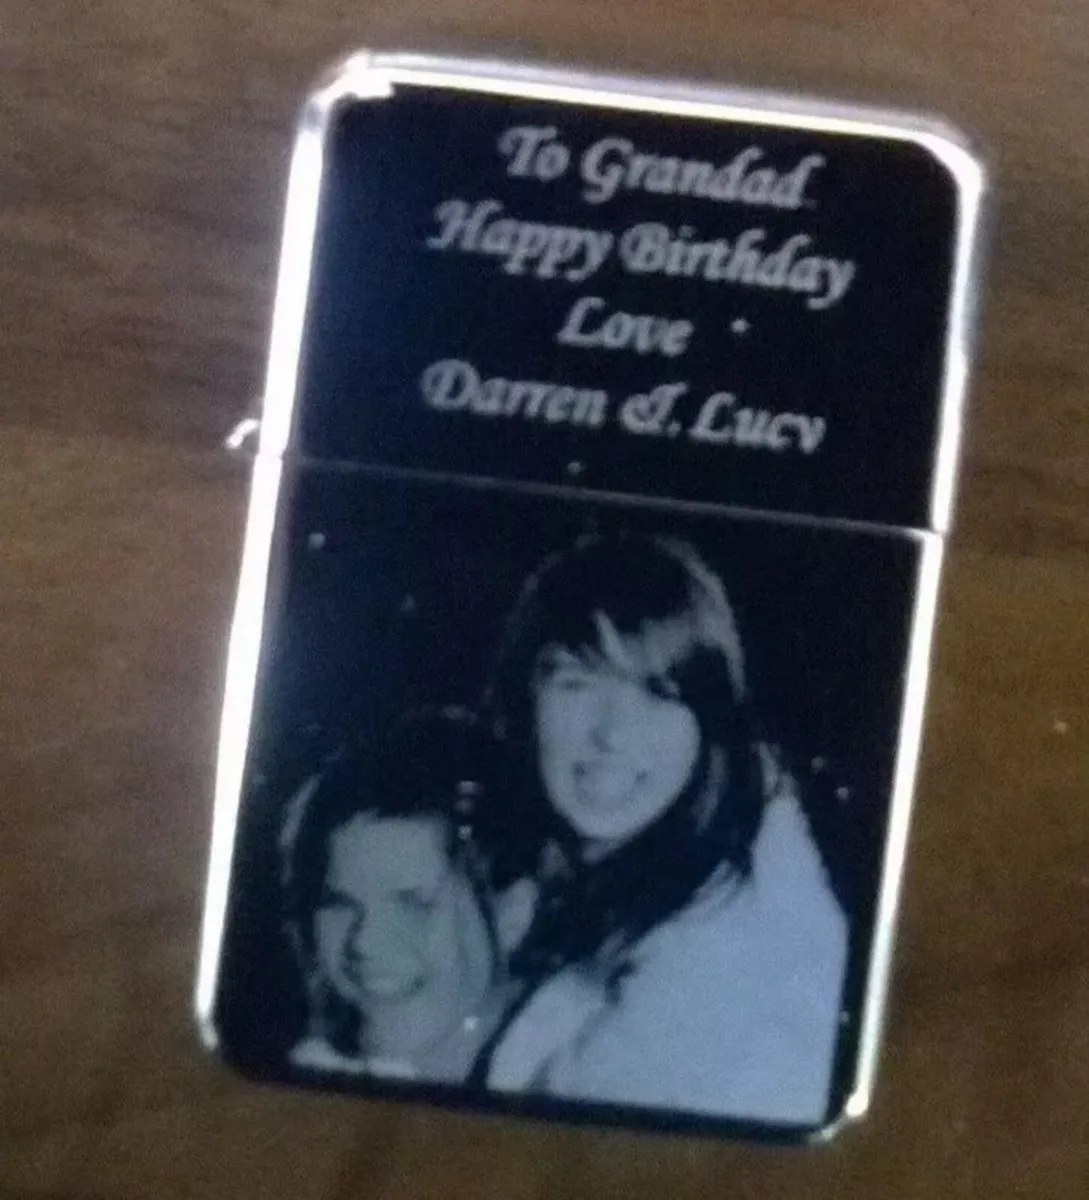 To Grandad
Happy Birthday
Love
Darren & Lucy